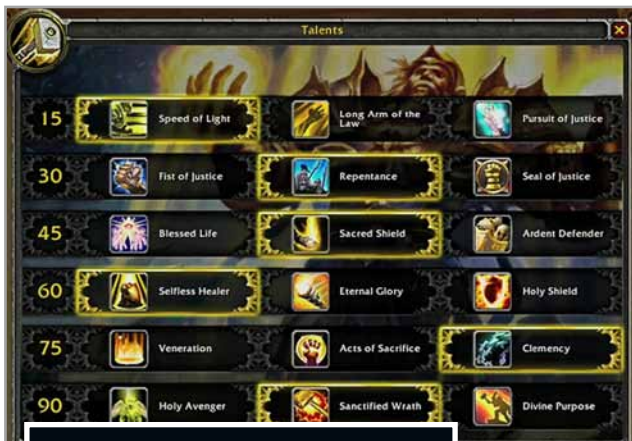 Talents
15 Speed of Light Long Arm of the Law Pursuit of Justice
30 Fist of Justice Repentance Seal of Justice
45 Blessed Life Sacred Shield Ardent Defender
60 Selfless Healer Eternal Glory Holy Shield
75 Veneration Acts of Sacrifice Clemency
90 Holy Avenger Sanctified Wrath Divine Purpose